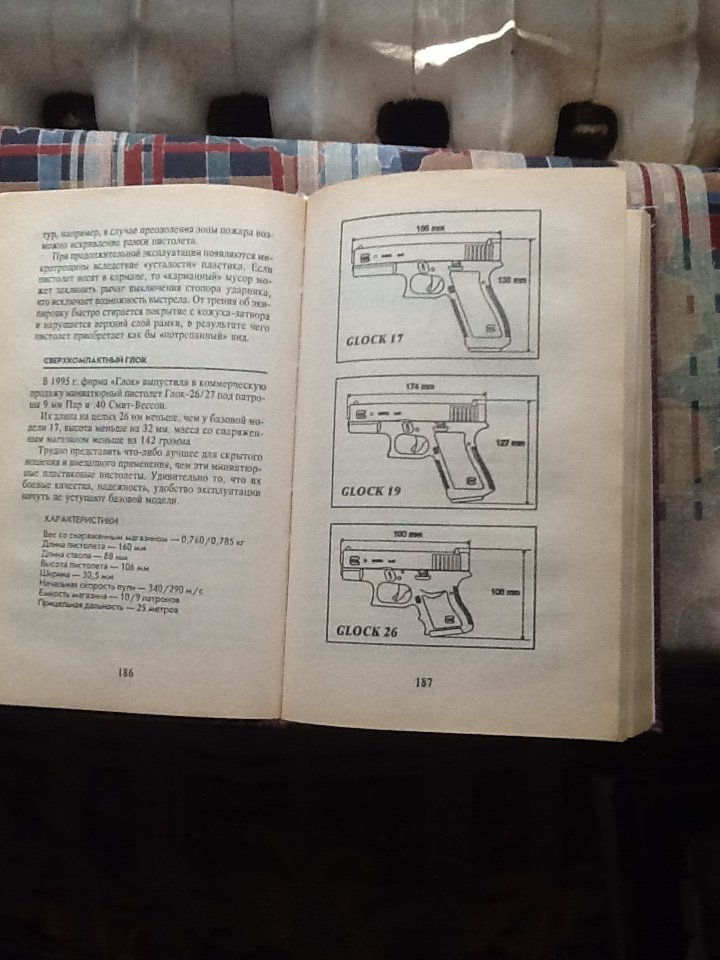 тур, например, в случае преодоления зоны пожара воз-
можно искривление рамки пистолета.
При продолжительной эксплуатации появляются ми-
кротрещины вследствие «усталости» пластика. Если
пистолет носят в кармане, то «карманный» мусор мо-
жет заклинить рычаг выключения стопора ударника,
что исключает возможность выстрела. От трения об эки-
пировку быстро стирается покрытие с кожуха-затвора
и нарушается верхний слой рамки, в результате чего
пистолет приобретает как бы «потрепанный» вид.
СВЕРХКОМПАКТНЫЙ ГЛОК
В 1995 г. фирма «Глок» выпустила в коммерческую
продажу миниатюрный пистолет Глок-26/27 под патро-
ны 9 мм Пар и .40 Смит-Вессон.
Их длина на целых 26 мм меньше, чем у базовой мо-
дели 17, высота меньше на 32 мм, масса со снаряжен-
ным магазином меньше на 142 грамма.
Трудно представить что-либо лучшее для скрытого
ношения и внезапного применения, чем эти миниатюр-
ные пластиковые пистолеты. Удивительно то, что их
боевые качества, надежность, удобство эксплуатации
ничуть не уступают базовой модели.
ХАРАКТЕРИСТИКИ
Вес со снаряженным магазином — 0,760/0,785 кг
Длина пистолета — 160 мм
Длина ствола — 88 мм
Высота пистолета — 106 мм
Ширина — 30,5 мм
Начальная скорость пули — 340/290 м/с
Емкость магазина — 10/9 патронов
Прицельная дальность — 25 метров
186
186 mm
138 mm
GLOCK 17
174 mm
127 mm
GLOCK 19
160 mm
106 mm
GLOCK 26
187